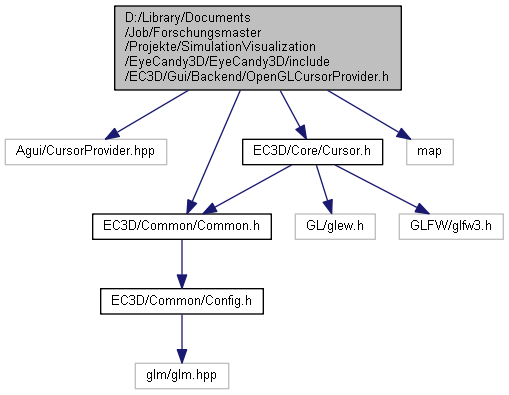 D:/Library/Documents
/Job/Forschungsmaster
/Projekte/SimulationVisualization
/EyeCandy3D/EyeCandy3D/include
/EC3D/Gui/Backend/OpenGLCursorProvider.h
Agui/CursorProvider.hpp
EC3D/Core/Cursor.h
map
EC3D/Common/Common.h
GL/glew.h
GLFW/glfw3.h
EC3D/Common/Config.h
glm/glm.hpp